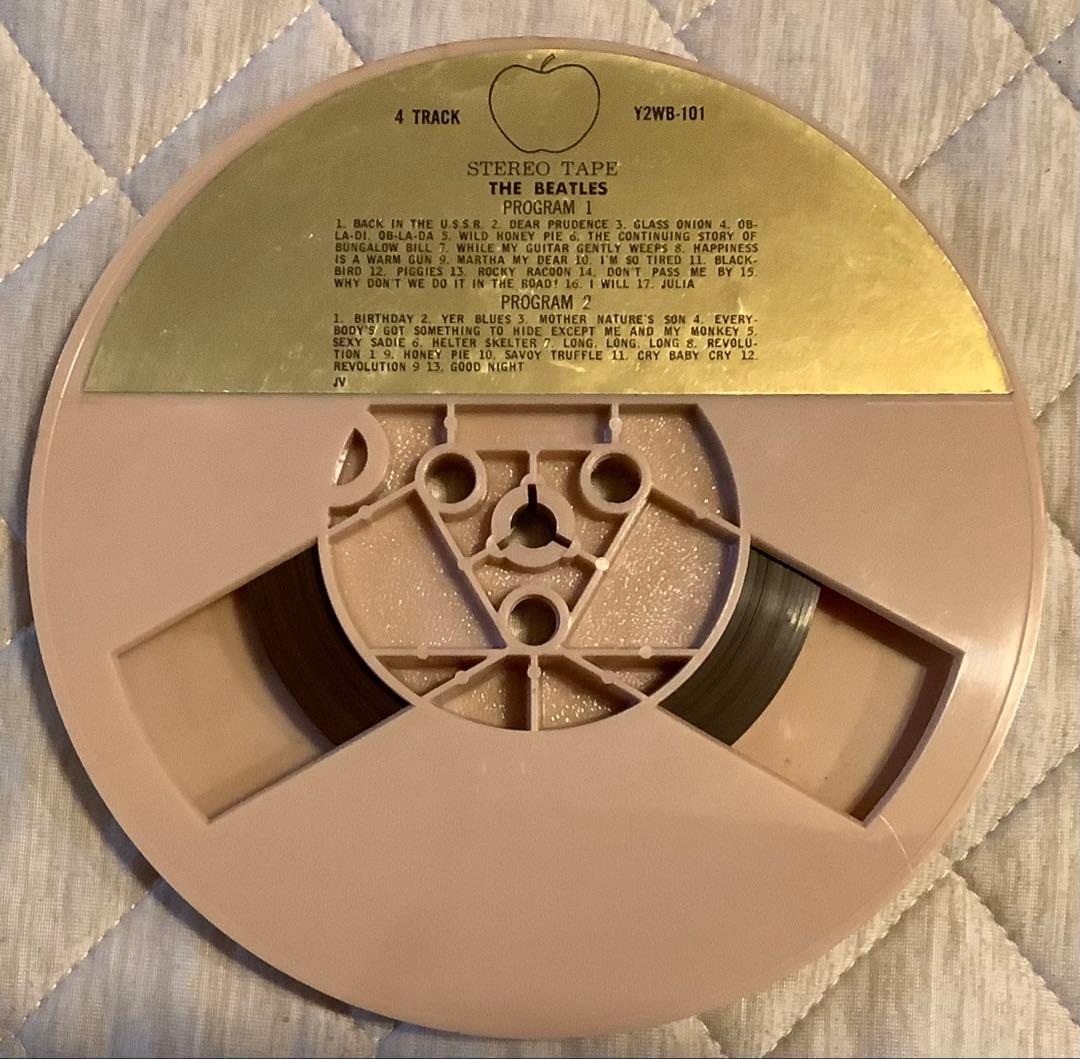 4 TRACK Y2WB-101
STEREO TAPE
THE BEATLES
PROGRAM 1
1. BACK IN THE U.S.S.R. 2. DEAR PRUDENCE 3. GLASS ONION 4. OB-
LA-DI, OB-LA-DA 5. WILD HONEY PIE 6. THE CONTINUING STORY OF
BUNGALOW BILL 7. WHILE MY GUITAR GENTLY WEEPS 8. HAPPINESS
IS A WARM GUN 9. MARTHA MY DEAR 10. I'M SO TIRED 11. BLACK-
BIRD 12. PIGGIES 13. ROCKY RACOON 14. DON'T PASS ME BY 15.
WHY DON'T WE DO IT IN THE ROAD? 16. I WILL 17. JULIA
PROGRAM 2
1. BIRTHDAY 2. YER BLUES 3. MOTHER NATURE'S SON 4. EVERY-
BODY'S GOT SOMETHING TO HIDE EXCEPT ME AND MY MONKEY 5.
SEXY SADIE 6. HELTER SKELTER 7. LONG, LONG, LONG 8. REVOLU-
TION 1 9. HONEY PIE 10. SAVOY TRUFFLE 11. CRY BABY CRY 12.
REVOLUTION 9 13. GOOD NIGHT
JV